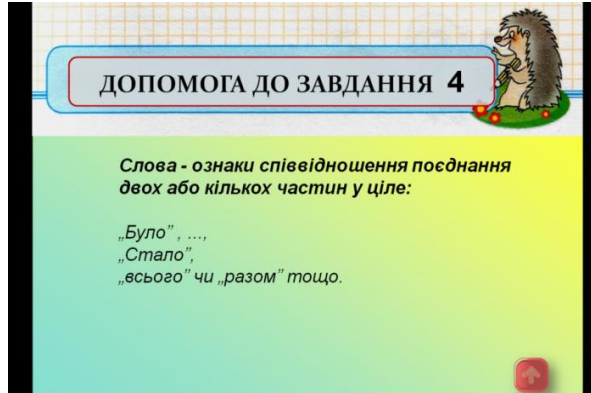 ДОПОМОГА ДО ЗАВДАННЯ 4
Слова - ознаки співвідношення поєднання
двох або кількох частин у ціле:
„Було” , ...,
„Стало”,
„всього” чи „разом” тощо.